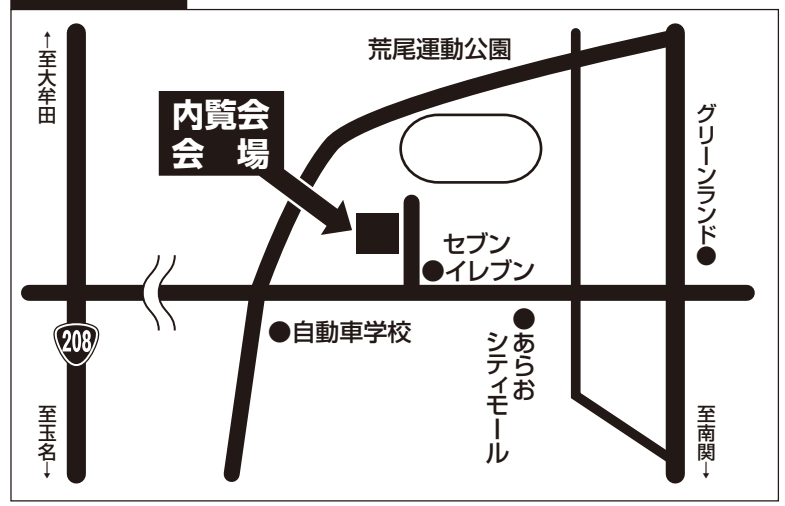 ←至大牟田
荒尾運動公園
内覧会
会 場
グリーンランド●
セブン
●イレブン
208
●自動車学校
●あらお
シティモール
至玉名→
至南関→